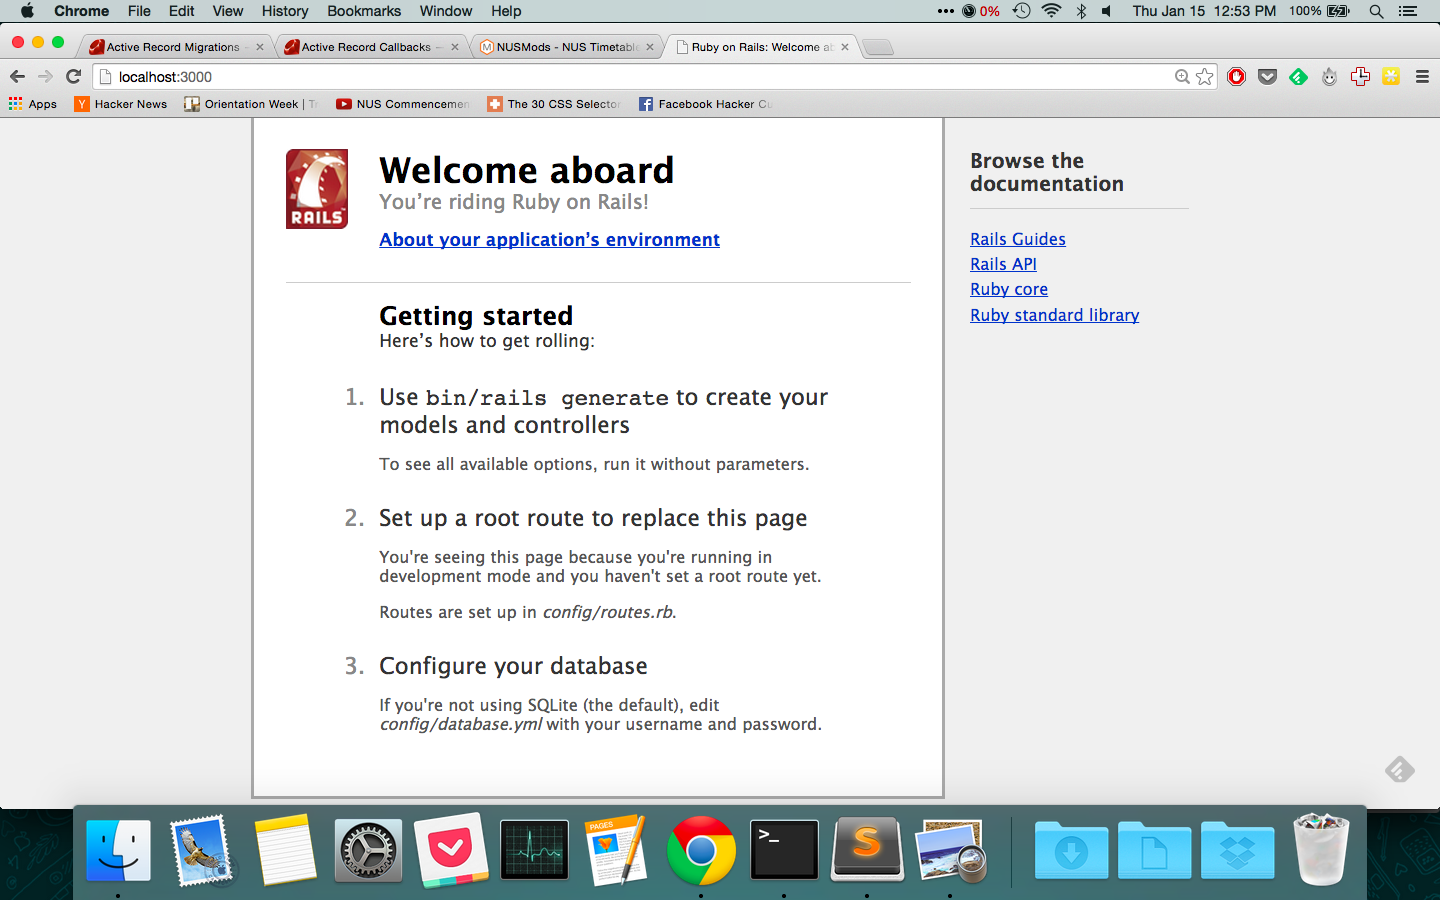 Chrome File Edit View History Bookmarks Window Help
0% Thu Jan 15 12:53 PM 100%
Active Record Migrations
Active Record Callbacks —
NUSMods - NUS Timetable
Ruby on Rails: Welcome ab
localhost:3000
Apps
Hacker News
Orientation Week |
NUS Commencemen
The 30 CSS Selector
Facebook Hacker Cu
RAILS
Welcome aboard
You’re riding Ruby on Rails!
About your application’s environment
Getting started
Here’s how to get rolling:
1. Use bin/rails generate to create your
models and controllers
To see all available options, run it without parameters.
2. Set up a root route to replace this page
You're seeing this page because you're running in
development mode and you haven't set a root route yet.
Routes are set up in config/routes.rb.
3. Configure your database
If you're not using SQLite (the default), edit
config/database.yml with your username and password.
Browse the
documentation
Rails Guides
Rails API
Ruby core
Ruby standard library
PAGES
>_
S